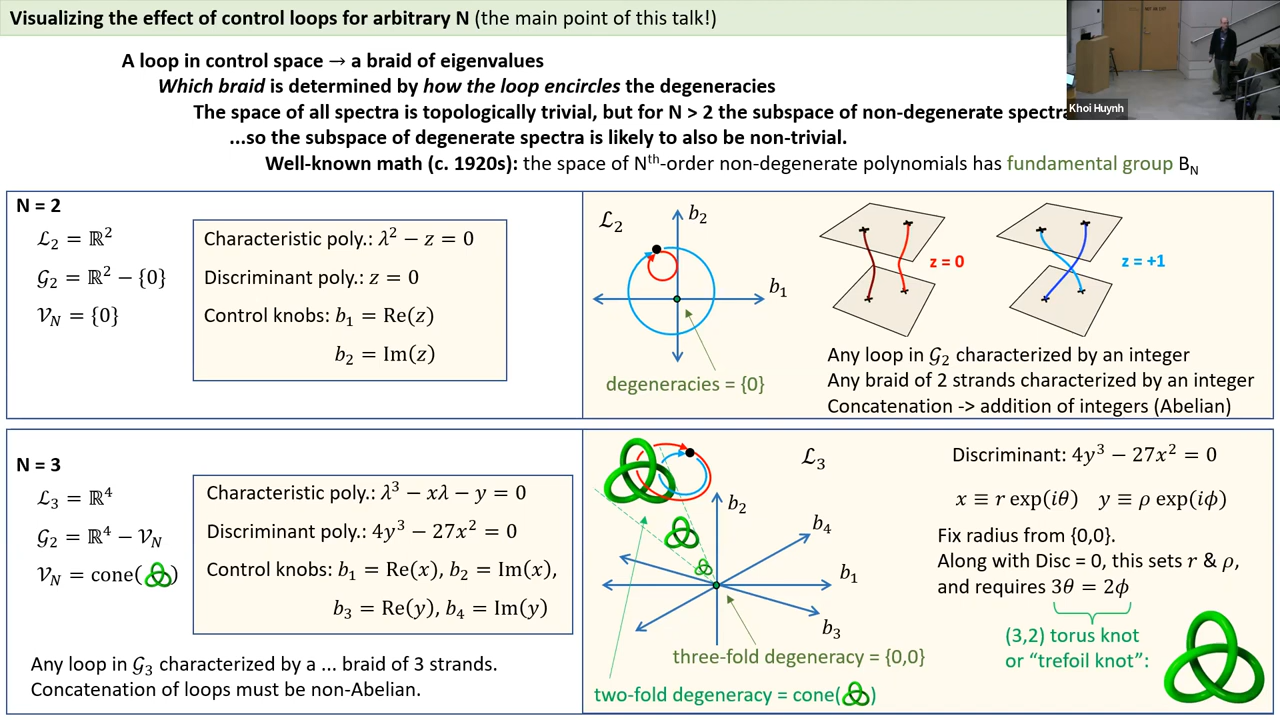 Visualizing the effect of control loops for arbitrary N (the main point of this talk!)
A loop in control space → a braid of eigenvalues
Which braid is determined by how the loop encircles the degeneracies
The space of all spectra is topologically trivial, but for N > 2 the subspace of non-degenerate spectra
...so the subspace of degenerate spectra is likely to also be non-trivial.
Well-known math (c. 1920s): the space of Nth-order non-degenerate polynomials has fundamental group B_N
Khoi Huynh
N = 2
ℒ₂ = ℝ²
𝒢₂ = ℝ² − {0}
𝒱_N = {0}
Characteristic poly.: λ² − z = 0
Discriminant poly.: z = 0
Control knobs: b₁ = Re(z)
b₂ = Im(z)
ℒ₂
b₂
b₁
degeneracies = {0}
z = 0
z = +1
Any loop in 𝒢₂ characterized by an integer
Any braid of 2 strands characterized by an integer
Concatenation -> addition of integers (Abelian)
N = 3
ℒ₃ = ℝ⁴
𝒢₂ = ℝ⁴ − 𝒱_N
𝒱_N = cone( )
Characteristic poly.: λ³ − xλ − y = 0
Discriminant poly.: 4y³ − 27x² = 0
Control knobs: b₁ = Re(x), b₂ = Im(x),
b₃ = Re(y), b₄ = Im(y)
Any loop in 𝒢₃ characterized by a ... braid of 3 strands.
Concatenation of loops must be non-Abelian.
ℒ₃
b₂
b₄
b₁
b₃
three-fold degeneracy = {0,0}
two-fold degeneracy = cone( )
Discriminant: 4y³ − 27x² = 0
x ≡ r exp(iθ) y ≡ ρ exp(iϕ)
Fix radius from {0,0}.
Along with Disc = 0, this sets r & ρ,
and requires 3θ = 2ϕ
(3,2) torus knot
or “trefoil knot”: